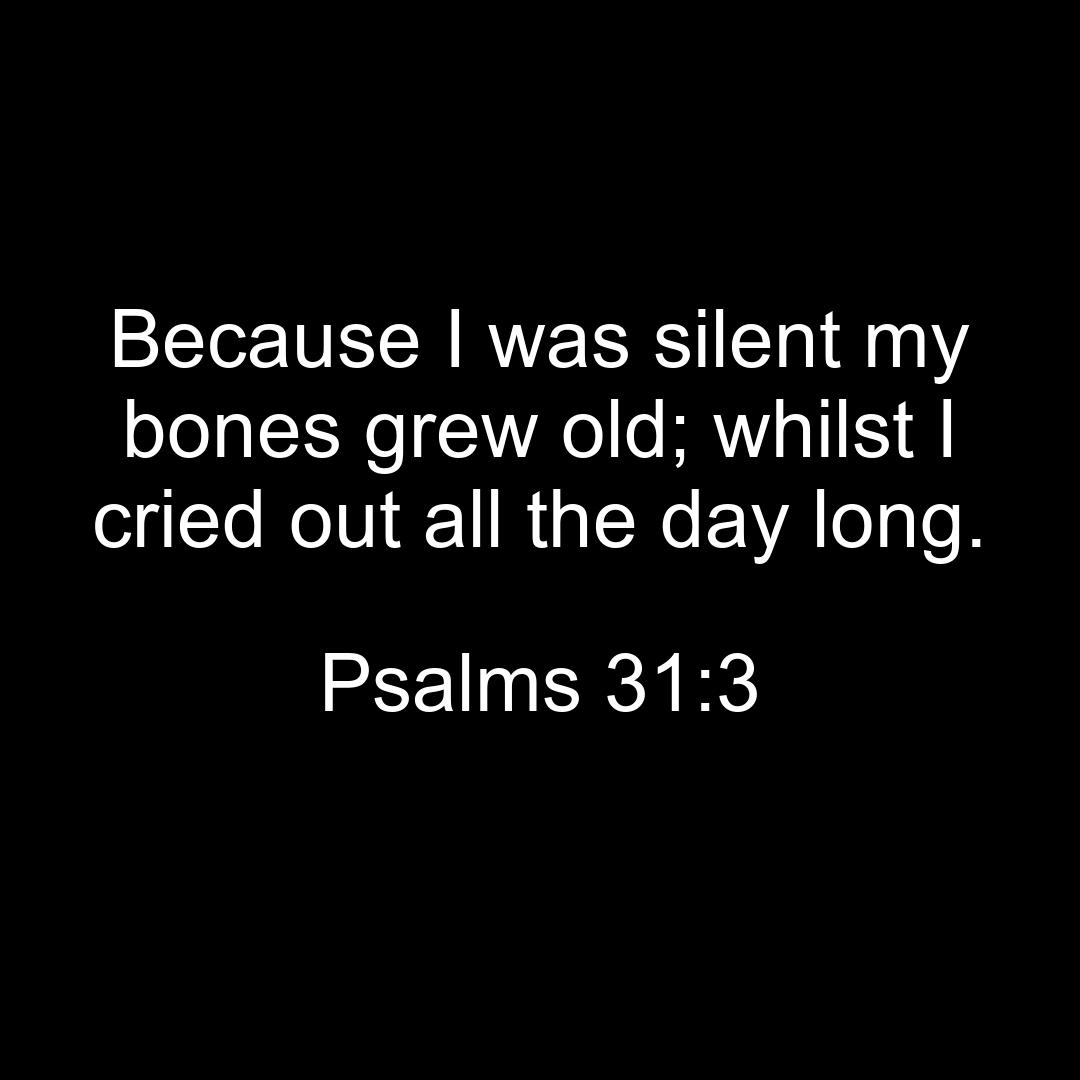 Because I was silent my
bones grew old; whilst I
cried out all the day long.
Psalms 31:3